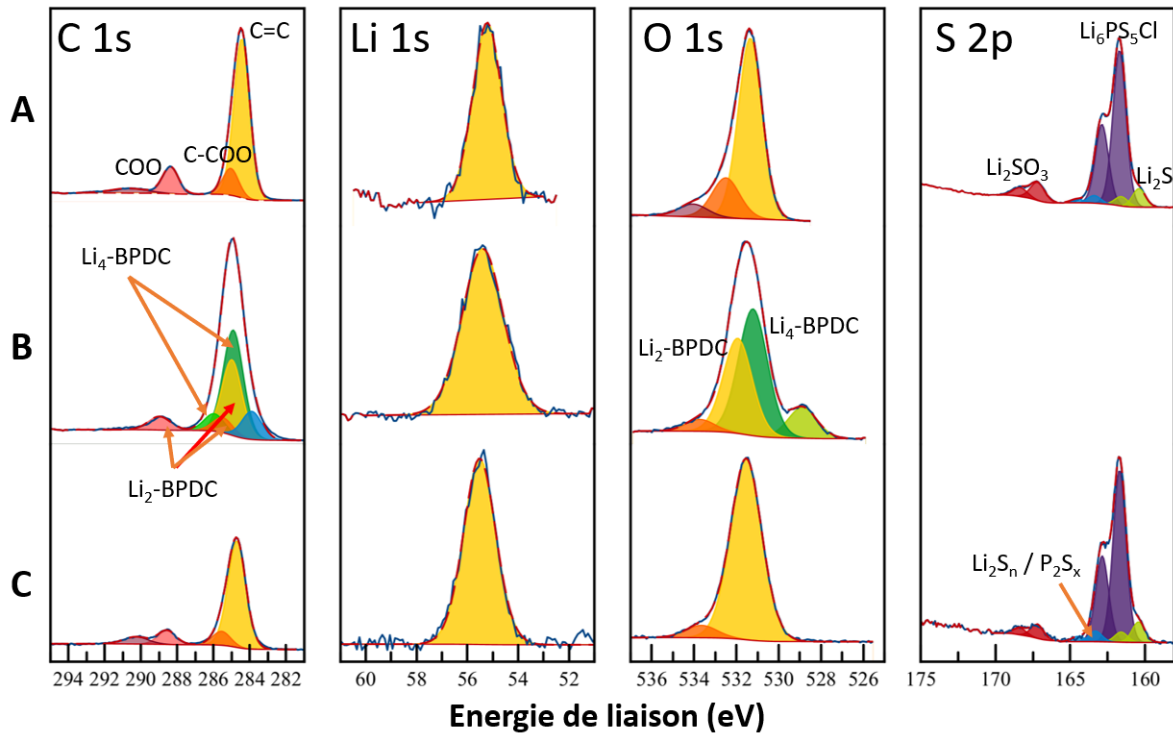 C 1s
C=C
COO
C-COO
Li 1s
O 1s
S 2p
Li₆PS₅Cl
Li₂SO₃
Li₂S
A
Li₄-BPDC
Li₂-BPDC
B
Li₂-BPDC
Li₄-BPDC
C
Li₂Sₙ / P₂Sₓ
294 292 290 288 286 284 282
60 58 56 54 52
536 534 532 530 528 526
175 170 165 160
Energie de liaison (eV)